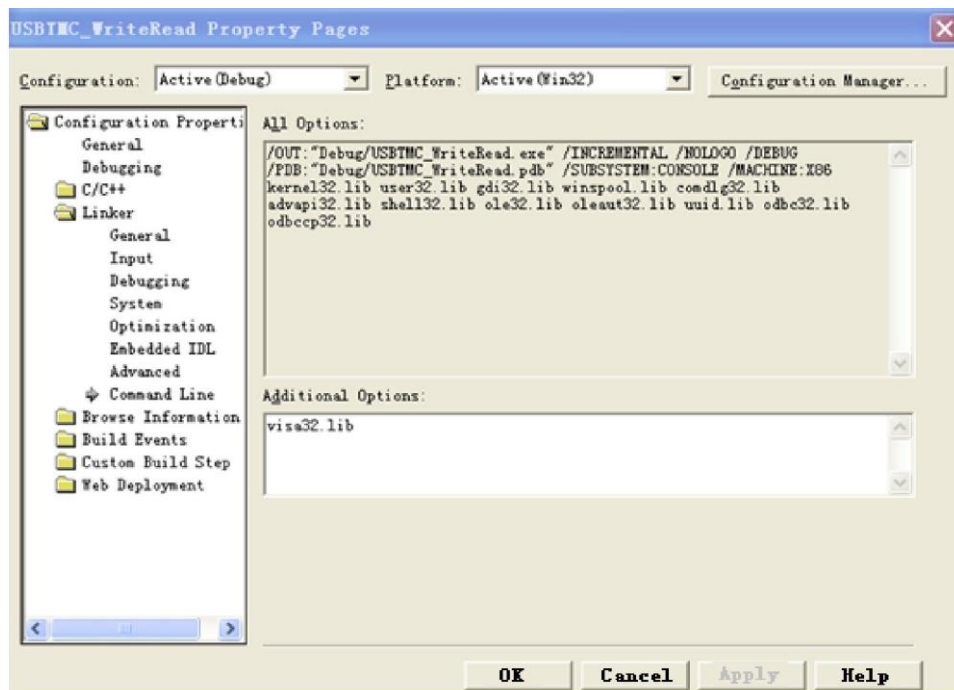 USBTMC_WriteRead Property Pages
Configuration: Active(Debug) Platform: Active(Win32) Configuration Manager...
Configuration Properti
General
Debugging
C/C++
Linker
General
Input
Debugging
System
Optimization
Embedded IDL
Advanced
Command Line
Browse Information
Build Events
Custom Build Step
Web Deployment
All Options:
/OUT:"Debug/USBTMC_WriteRead.exe" /INCREMENTAL /NOLOGO /DEBUG
/PDB:"Debug/USBTMC_WriteRead.pdb" /SUBSYSTEM:CONSOLE /MACHINE:X86
kernel32.lib user32.lib gdi32.lib winspool.lib comdlg32.lib
advapi32.lib shell32.lib ole32.lib oleaut32.lib uuid.lib odbc32.lib
odbccp32.lib
Additional Options:
visa32.lib
OK Cancel Apply Help